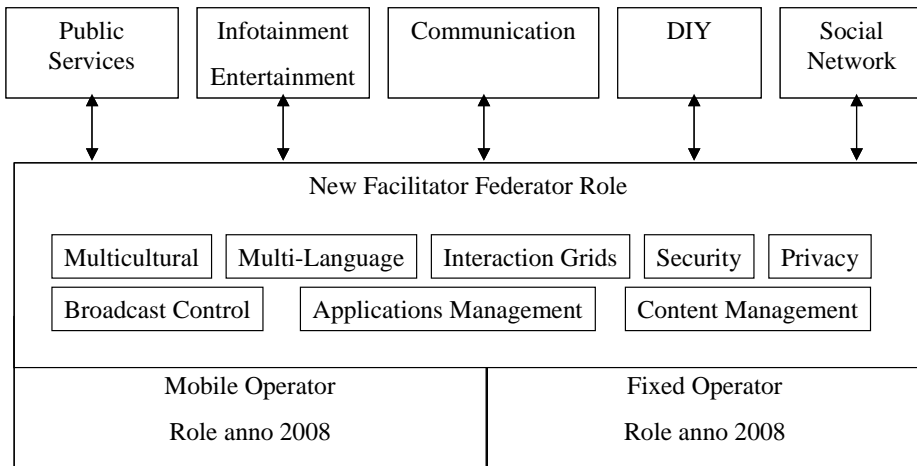 Public
Services
Infotainment
Entertainment
Communication
DIY
Social
Network
New Facilitator Federator Role
Multicultural
Multi-Language
Interaction Grids
Security
Privacy
Broadcast Control
Applications Management
Content Management
Mobile Operator
Role anno 2008
Fixed Operator
Role anno 2008